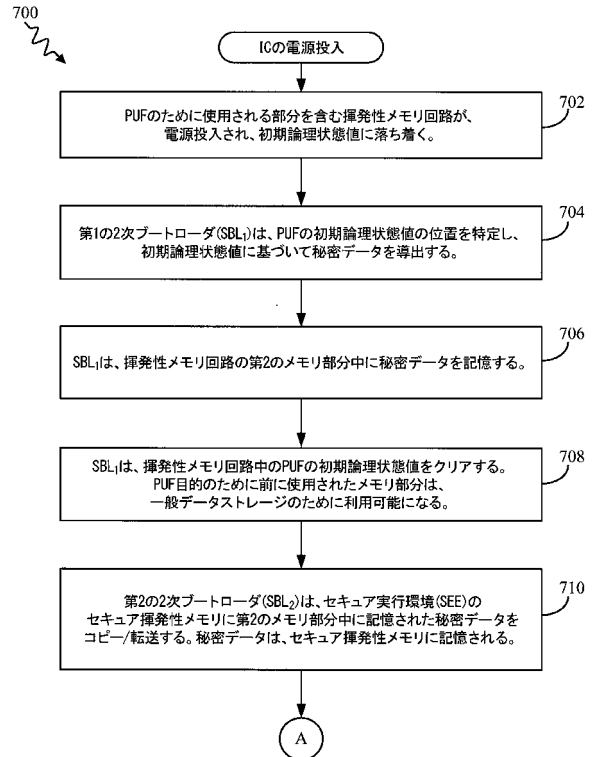 700
ICの電源投入
PUFのために使用される部分を含む揮発性メモリ回路が、
電源投入され、初期論理状態値に落ち着く。
702
第1の2次ブートローダ(SBL₁)は、PUFの初期論理状態値の位置を特定し、
初期論理状態値に基づいて秘密データを導出する。
704
SBL₁は、揮発性メモリ回路の第2のメモリ部分中に秘密データを記憶する。
706
SBL₁は、揮発性メモリ回路中のPUFの初期論理状態値をクリアする。
PUF目的のために前に使用されたメモリ部分は、
一般データストレージのために利用可能になる。
708
第2の2次ブートローダ(SBL₂)は、セキュア実行環境(SEE)の
セキュア揮発性メモリに第2のメモリ部分中に記憶された秘密データを
コピー/転送する。秘密データは、セキュア揮発性メモリに記憶される。
710
A